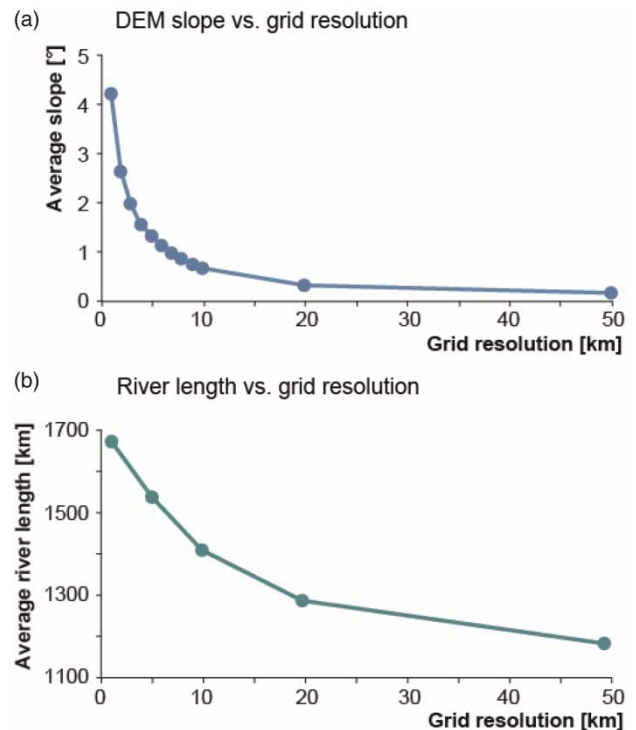 (a) DEM slope vs. grid resolution
Average slope [°]
5
4
3
2
1
0
0 10 20 30 40 50
Grid resolution [km]
(b) River length vs. grid resolution
Average river length [km]
1700
1500
1300
1100
0 10 20 30 40 50
Grid resolution [km]